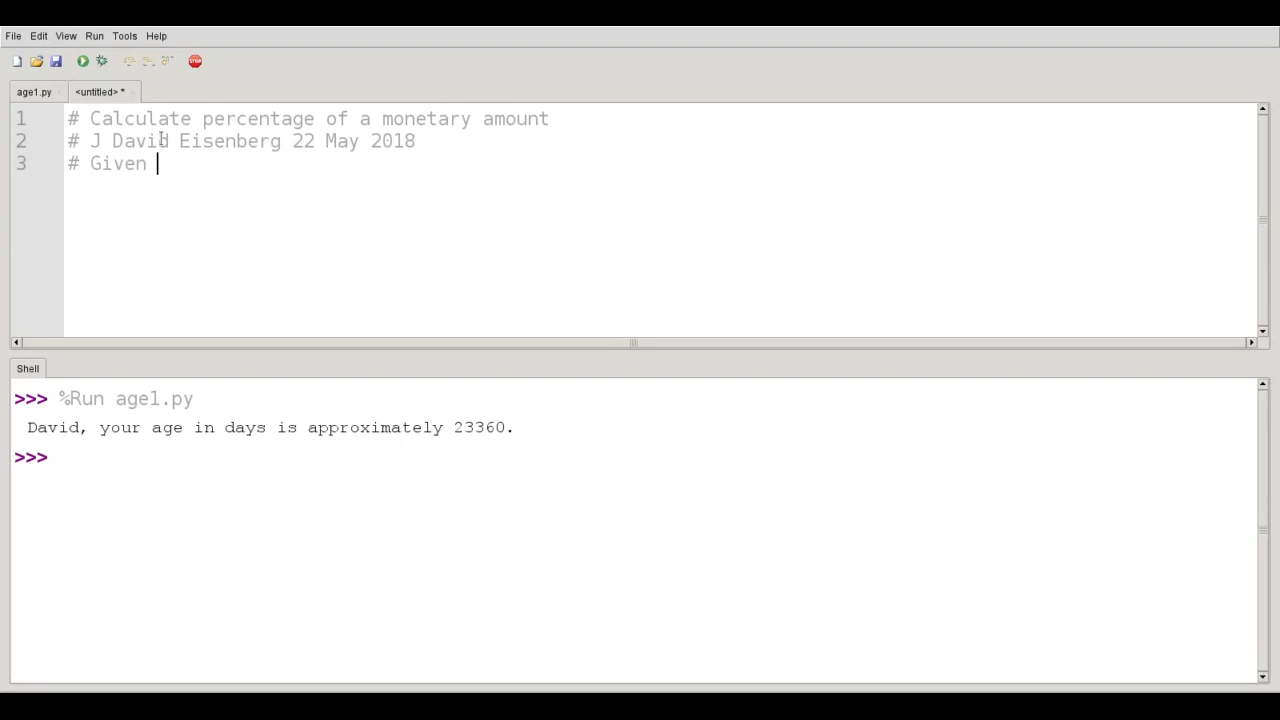 File Edit View Run Tools Help
STOP
age1.py <untitled> *
1 # Calculate percentage of a monetary amount
2 # J David Eisenberg 22 May 2018
3 # Given
Shell
>>> %Run age1.py
David, your age in days is approximately 23360.
>>>